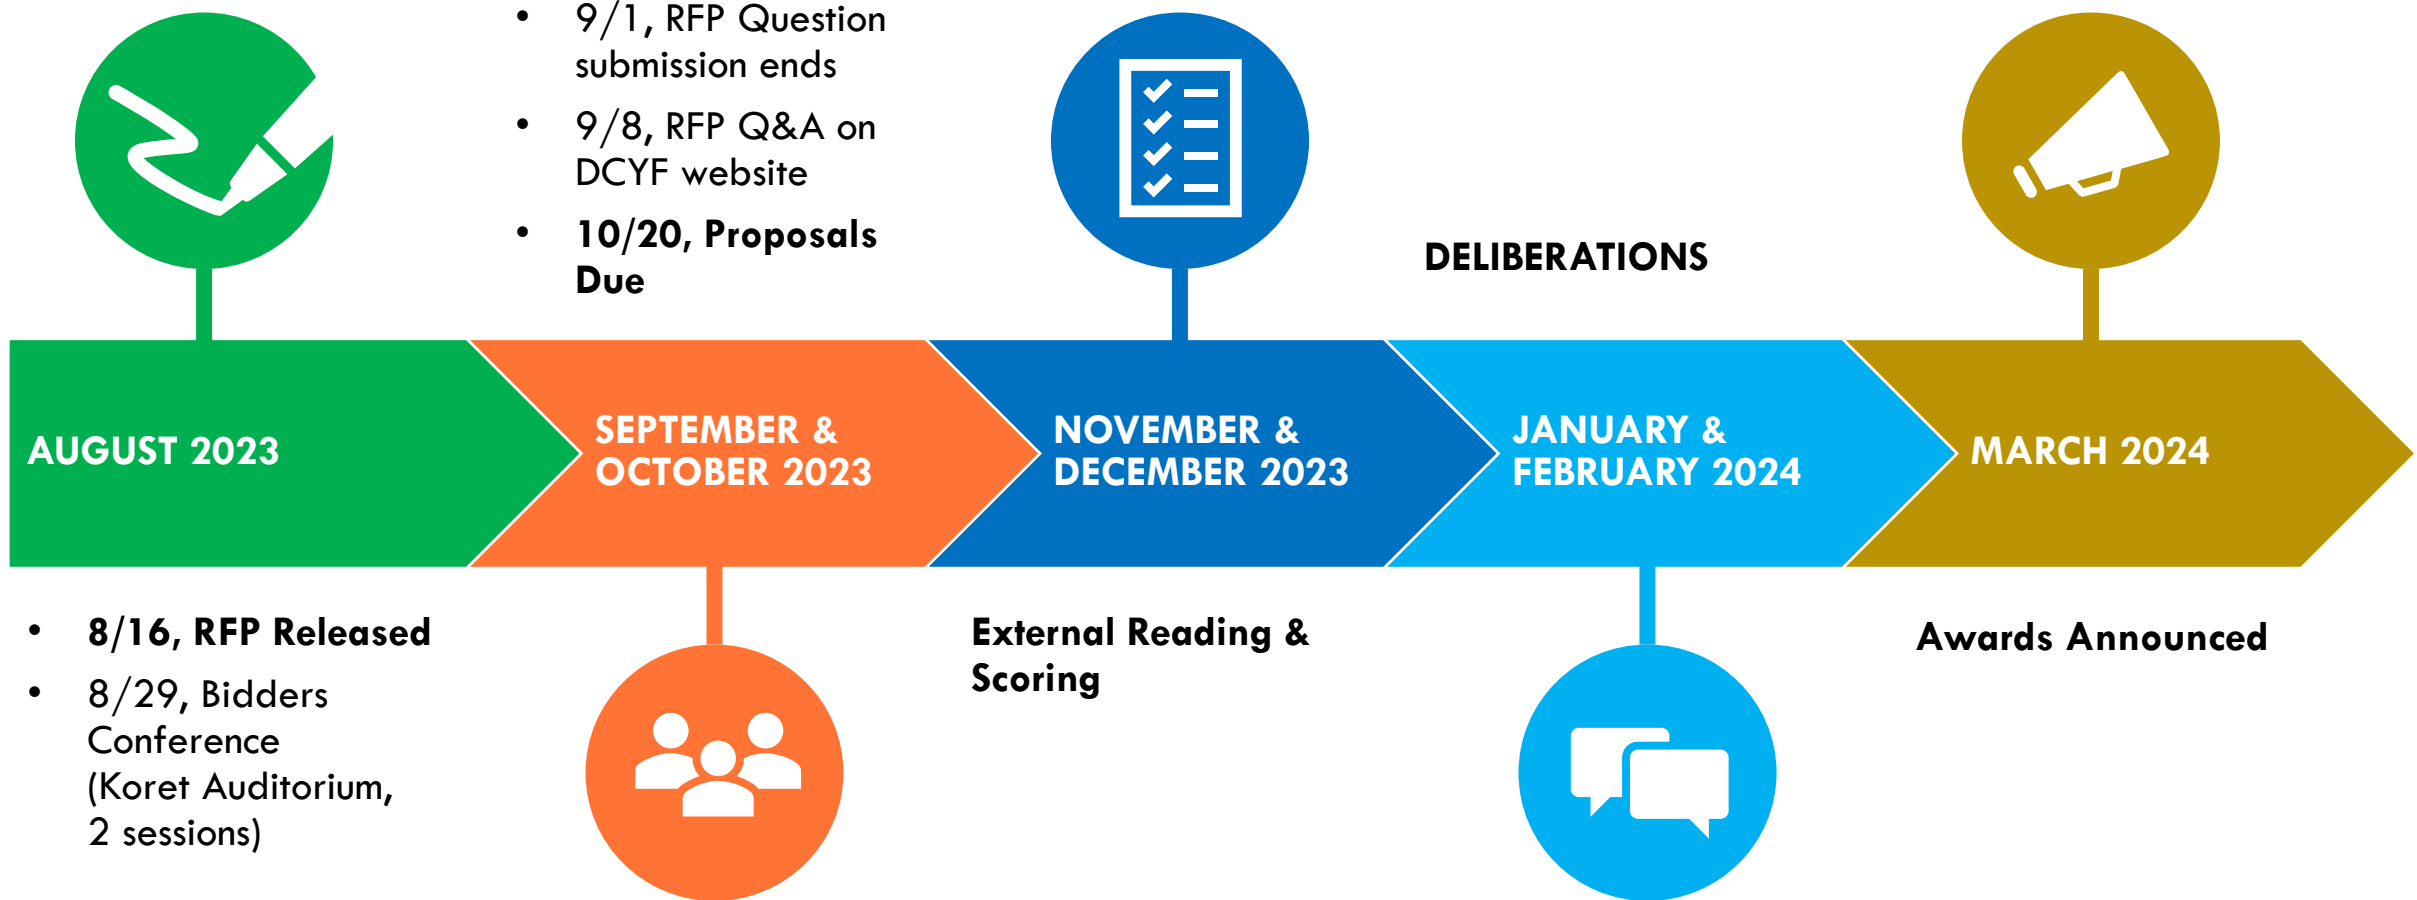 • 9/1, RFP Question
submission ends
• 9/8, RFP Q&A on
DCYF website
• 10/20, Proposals
Due
DELIBERATIONS
AUGUST 2023
SEPTEMBER &
OCTOBER 2023
NOVEMBER &
DECEMBER 2023
JANUARY &
FEBRUARY 2024
MARCH 2024
• 8/16, RFP Released
• 8/29, Bidders
Conference
(Koret Auditorium,
2 sessions)
External Reading &
Scoring
Awards Announced